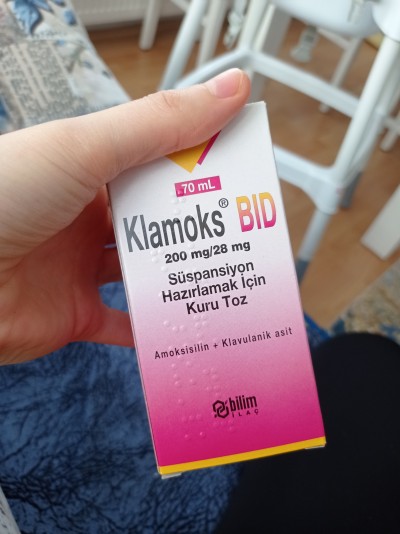 70 mL
Klamoks® BID
200 mg/28 mg
Süspansiyon
Hazırlamak İçin
Kuru Toz
Amoksisilin + Klavulanik asit
bilim
İLAÇ